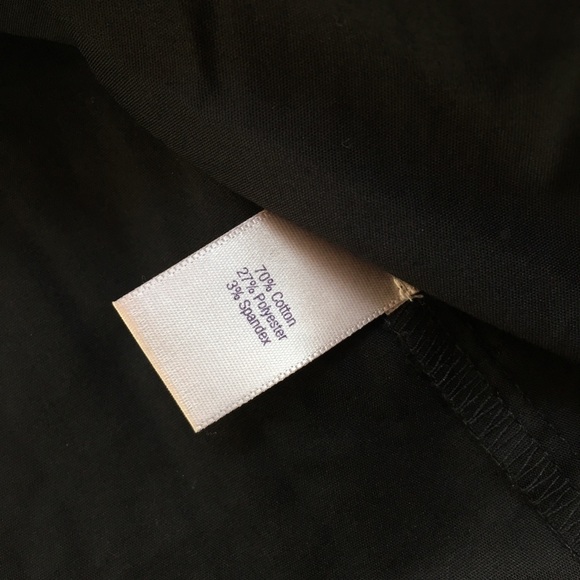 70% Cotton
27% Polyester
3% Spandex